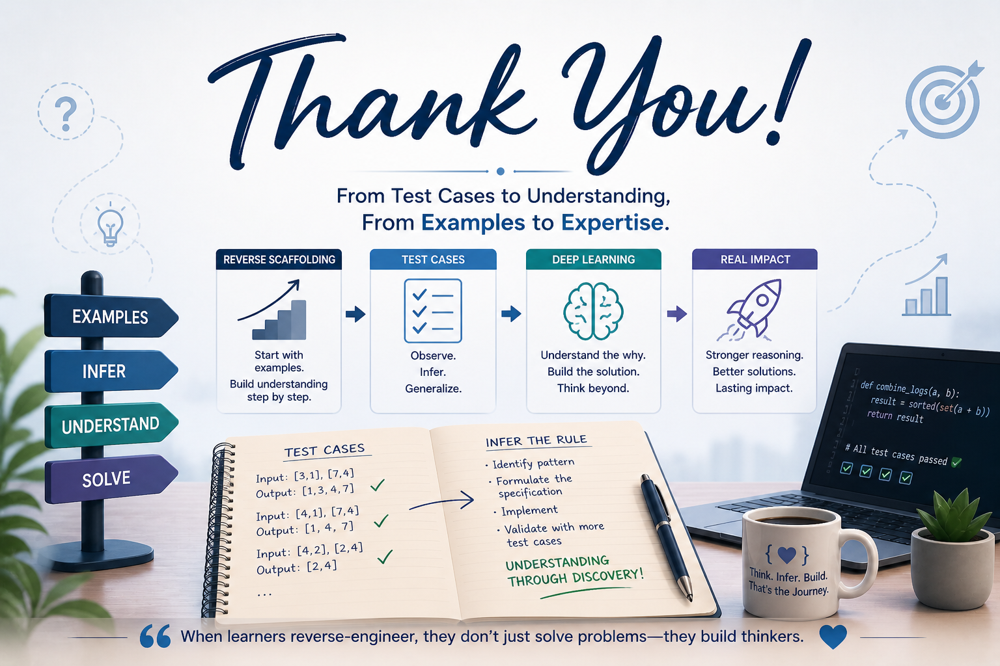 Thank You!
From Test Cases to Understanding,
From Examples to Expertise.
REVERSE SCAFFOLDING
Start with
examples.
Build understanding
step by step.
TEST CASES
Observe.
Infer.
Generalize.
DEEP LEARNING
Understand the why.
Build the solution.
Think beyond.
REAL IMPACT
Stronger reasoning.
Better solutions.
Lasting impact.
?
EXAMPLES
INFER
UNDERSTAND
SOLVE
TEST CASES
Input: [3,1], [7,4]
Output: [1,3,4,7]
Input: [4,1], [7,4]
Output: [1, 4, 7]
Input: [4,2], [2,4]
Output: [2,4]
...
INFER THE RULE
• Identify pattern
• Formulate the
specification
• Implement
• Validate with more
test cases
UNDERSTANDING
THROUGH DISCOVERY!
def combine_logs(a, b):
result = sorted(set(a + b))
return result
# All test cases passed ✅
✅ ✅ ✅ ✅
{ 💙 }
Think. Infer. Build.
That's the Journey.
“ When learners reverse-engineer, they don’t just solve problems—they build thinkers.